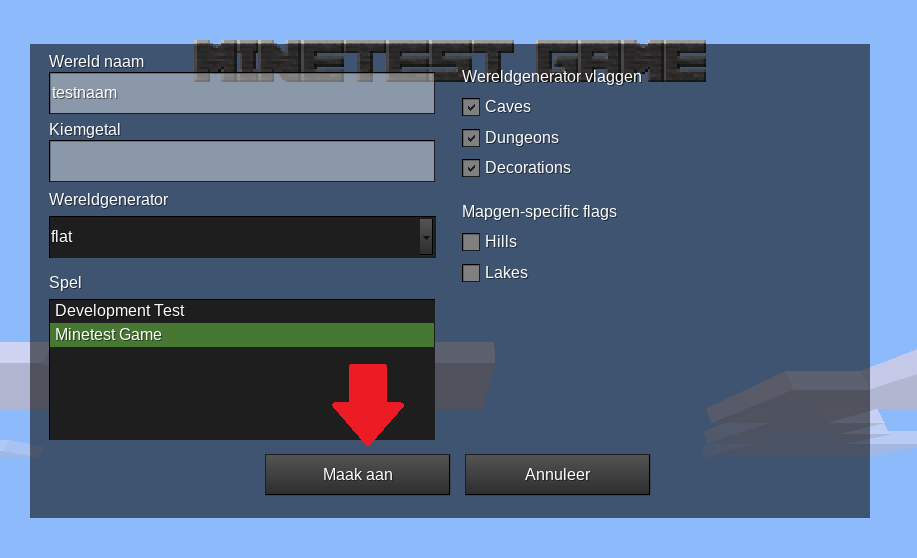 MINETEST GAME
Wereld naam
testnaam
Kiemgetal
Wereldgenerator
flat
Spel
Development Test
Minetest Game
Wereldgenerator vlaggen
Caves
Dungeons
Decorations
Mapgen-specific flags
Hills
Lakes
Maak aan
Annuleer